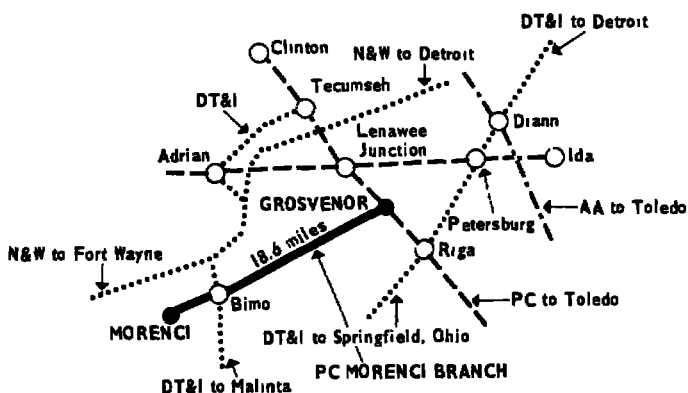 DT&I to Detroit
Clinton
N&W to Detroit
Tecumseh
DT&I
Diann
Lenawee
Junction
Adrian
Ida
GROSVENOR
Petersburg
AA to Toledo
18.6 miles
Riga
N&W to Fort Wayne
Bimo
PC to Toledo
MORENCI
DT&I to Springfield, Ohio
PC MORENCI BRANCH
DT&I to Malinta